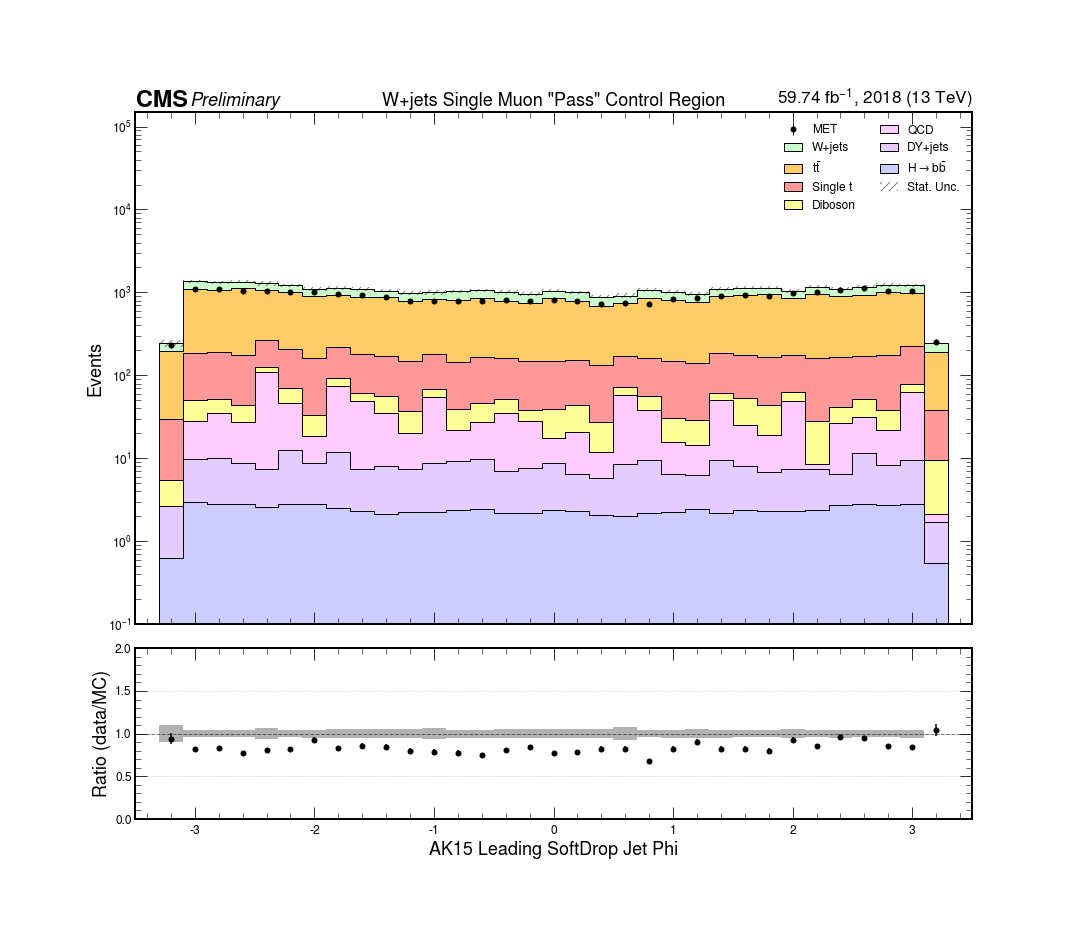 CMS Preliminary W+jets Single Muon "Pass" Control Region 59.74 fb⁻¹, 2018 (13 TeV)
10⁵
10⁴
10³
10²
10¹
10⁰
10⁻¹
Events
MET
W+jets
tt̄
Single t
Diboson
QCD
DY+jets
H→bb̄
Stat. Unc.
2.0
1.5
1.0
0.5
0.0
Ratio (data/MC)
-3 -2 -1 0 1 2 3
AK15 Leading SoftDrop Jet Phi